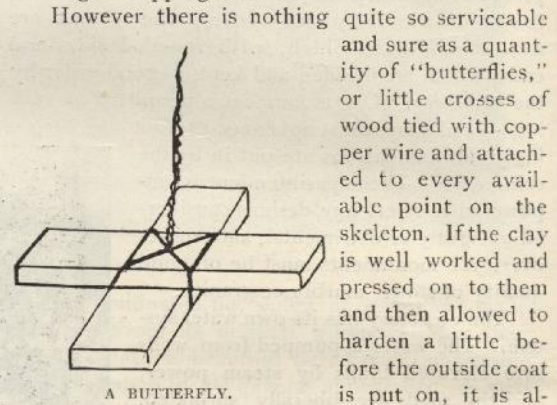 However there is nothing quite so serviceable
and sure as a quant-
ity of "butterflies,"
or little crosses of
wood tied with cop-
per wire and attach-
ed to every avail-
able point on the
skeleton. If the clay
is well worked and
pressed on to them
and then allowed to
harden a little be-
fore the outside coat
is put on, it is al-
A BUTTERFLY.